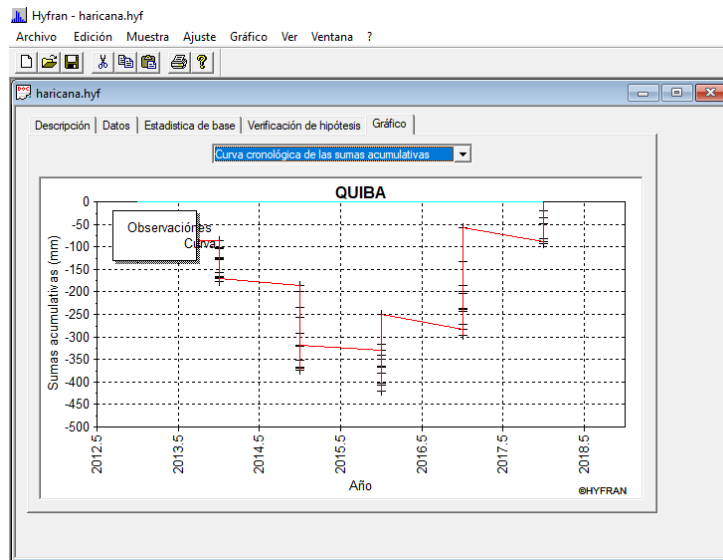 Hyfran - haricana.hyf
Archivo Edición Muestra Ajuste Gráfico Ver Ventana ?
DOC haricana.hyf
Descripción Datos Estadistica de base Verificación de hipótesis Gráfico
Curva cronológica de las sumas acumulativas
QUIBA
Observaciónes
Curva
Sumas acumulativas (mm)
0
-50
-100
-150
-200
-250
-300
-350
-400
-450
-500
2012.5 2013.5 2014.5 2015.5 2016.5 2017.5 2018.5
Año
©HYFRAN